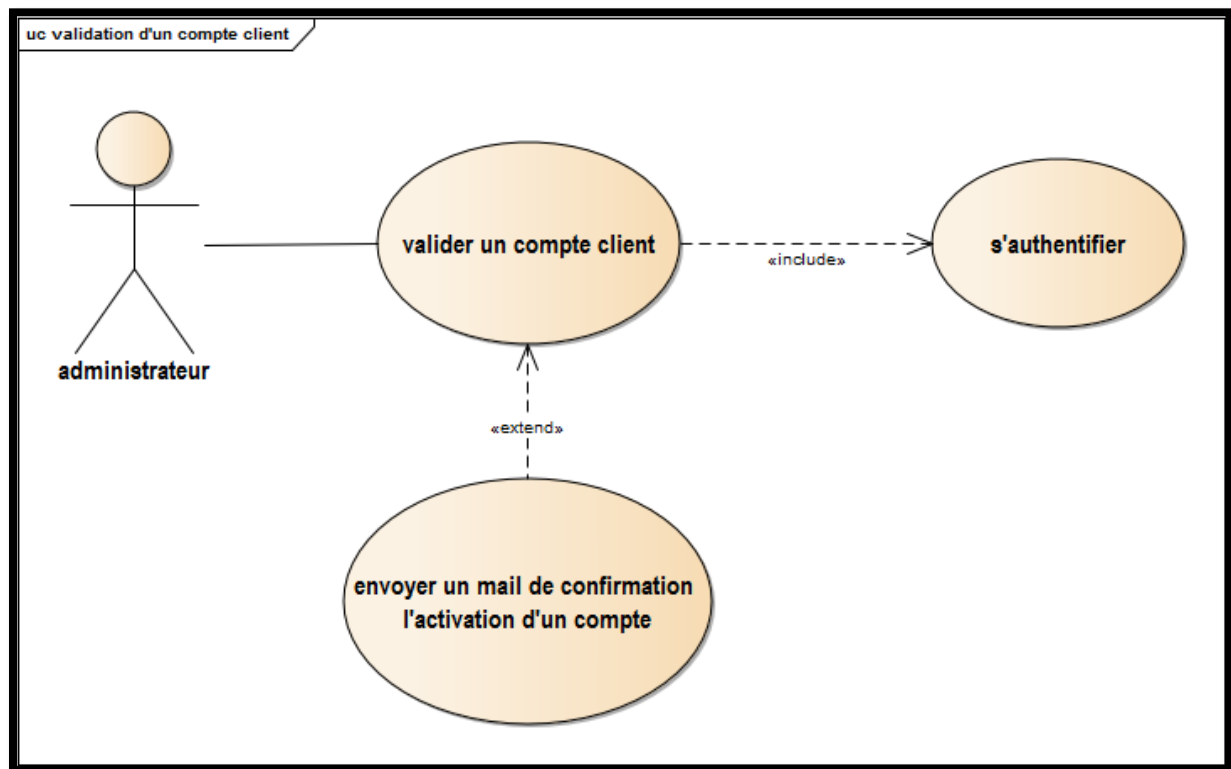 uc validation d'un compte client
valider un compte client
«include»
s'authentifier
administrateur
«extend»
envoyer un mail de confirmation
l'activation d'un compte